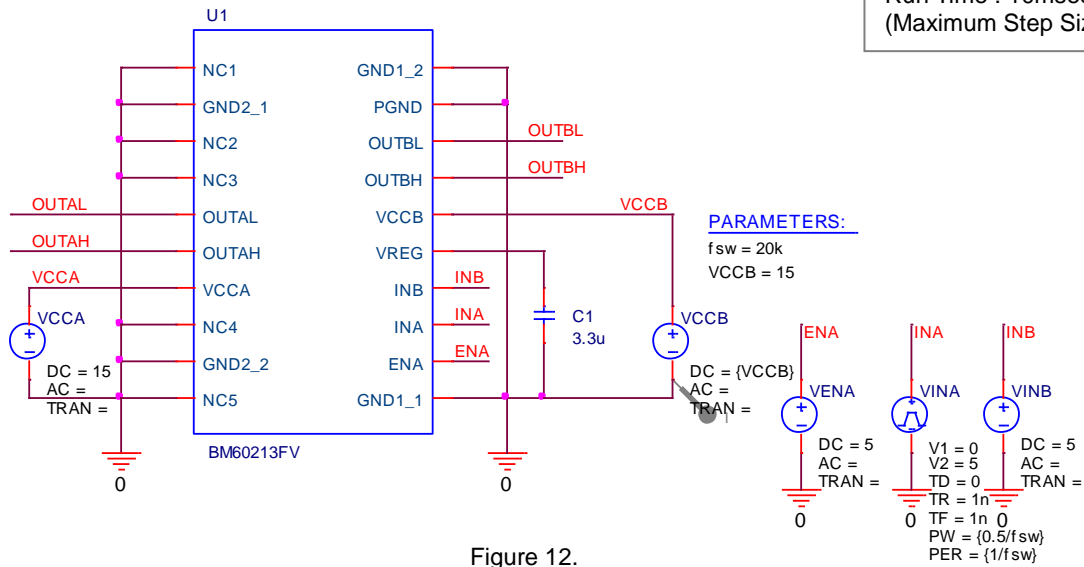 Run Time : 10mse
(Maximum Step Siz
U1
NC1
GND2_1
NC2
NC3
OUTAL
OUTAH
VCCA
NC4
GND2_2
NC5
GND1_2
PGND
OUTBL
OUTBH
VCCB
VREG
INB
INA
ENA
GND1_1
BM60213FV
OUTAL
OUTAH
VCCA
VCCA
DC = 15
AC =
TRAN =
0
OUTBL
OUTBH
VCCB
INB
INA
ENA
C1
3.3u
0
VCCB
DC = {VCCB}
AC =
TRAN =
PARAMETERS:
fsw = 20k
VCCB = 15
ENA
VENA
DC = 5
AC =
TRAN =
0
INA
VINA
V1 = 0
V2 = 5
TD = 0
TR = 1n
TF = 1n
PW = {0.5/fsw}
PER = {1/fsw}
0
INB
VINB
DC = 5
AC =
TRAN =
0
Figure 12.